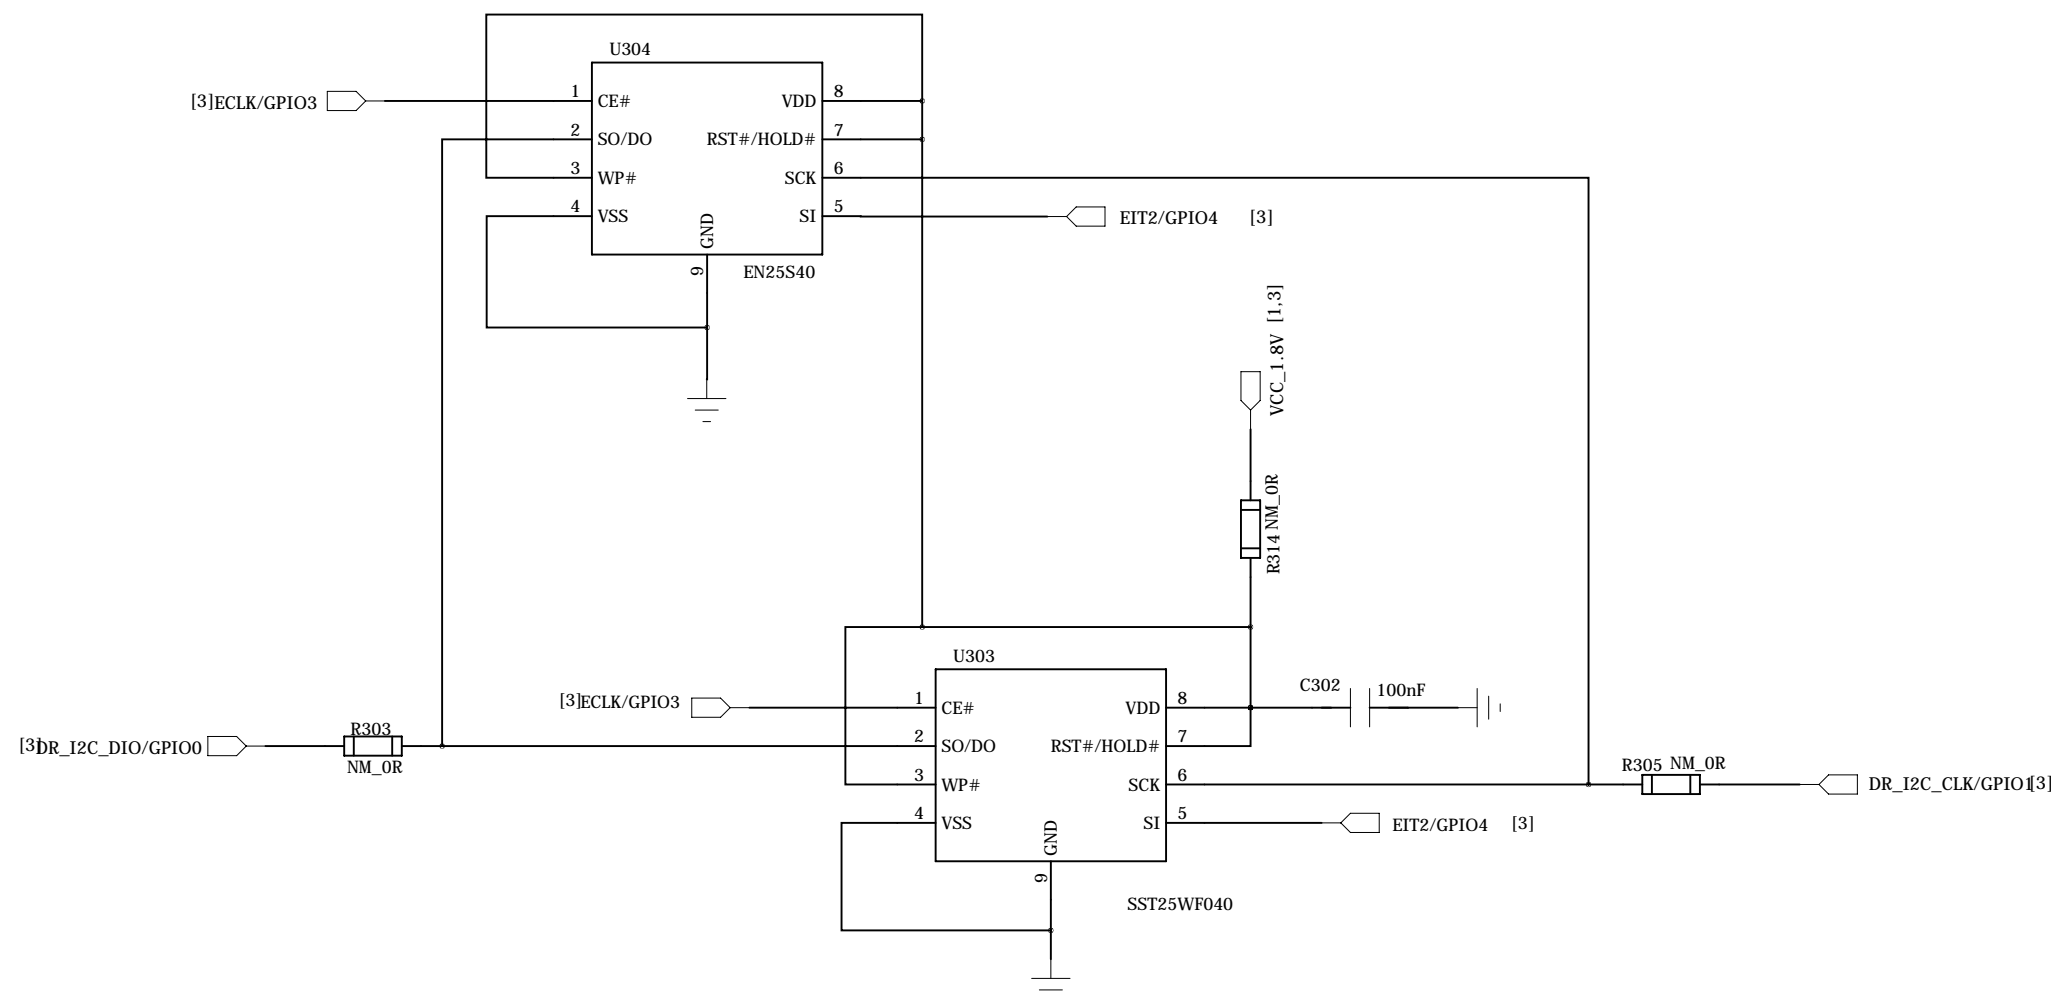 U304
[3]ECLK/GPIO3
1 CE# VDD 8
2 SO/DO RST#/HOLD# 7
3 WP# SCK 6
4 VSS SI 5
EIT2/GPIO4 [3]
GND
9
EN25S40
VCC_1.8V [1,3]
R314 NM_0R
U303
[3]ECLK/GPIO3
1 CE# VDD 8
C302 100nF
[3]DR_I2C_DIO/GPIO0
R303
NM_0R
2 SO/DO RST#/HOLD# 7
3 WP# SCK 6
R305 NM_0R
DR_I2C_CLK/GPIO1[3]
4 VSS SI 5
EIT2/GPIO4 [3]
GND
9
SST25WF040